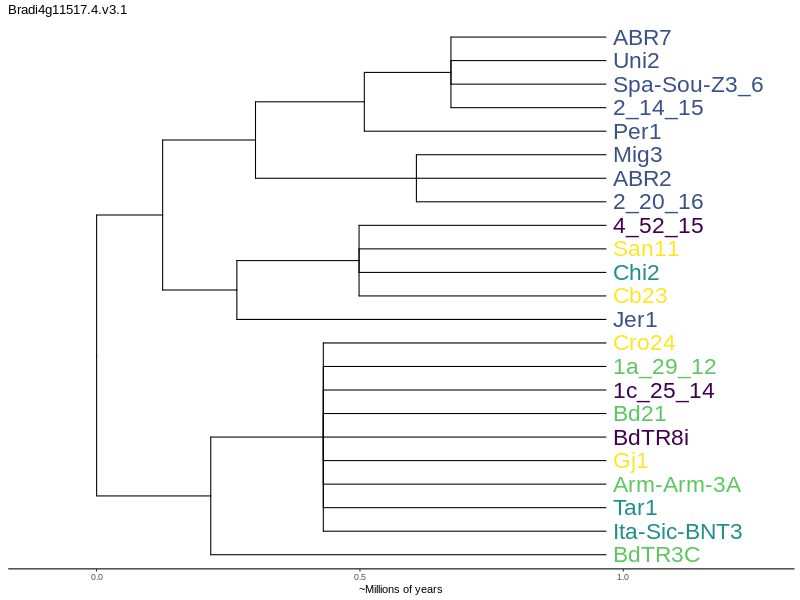 Bradi4g11517.4.v3.1
ABR7
Uni2
Spa-Sou-Z3_6
2_14_15
Per1
Mig3
ABR2
2_20_16
4_52_15
San11
Chi2
Cb23
Jer1
Cro24
1a_29_12
1c_25_14
Bd21
BdTR8i
Gj1
Arm-Arm-3A
Tar1
Ita-Sic-BNT3
BdTR3C
0.0 0.5 1.0
~Millions of years